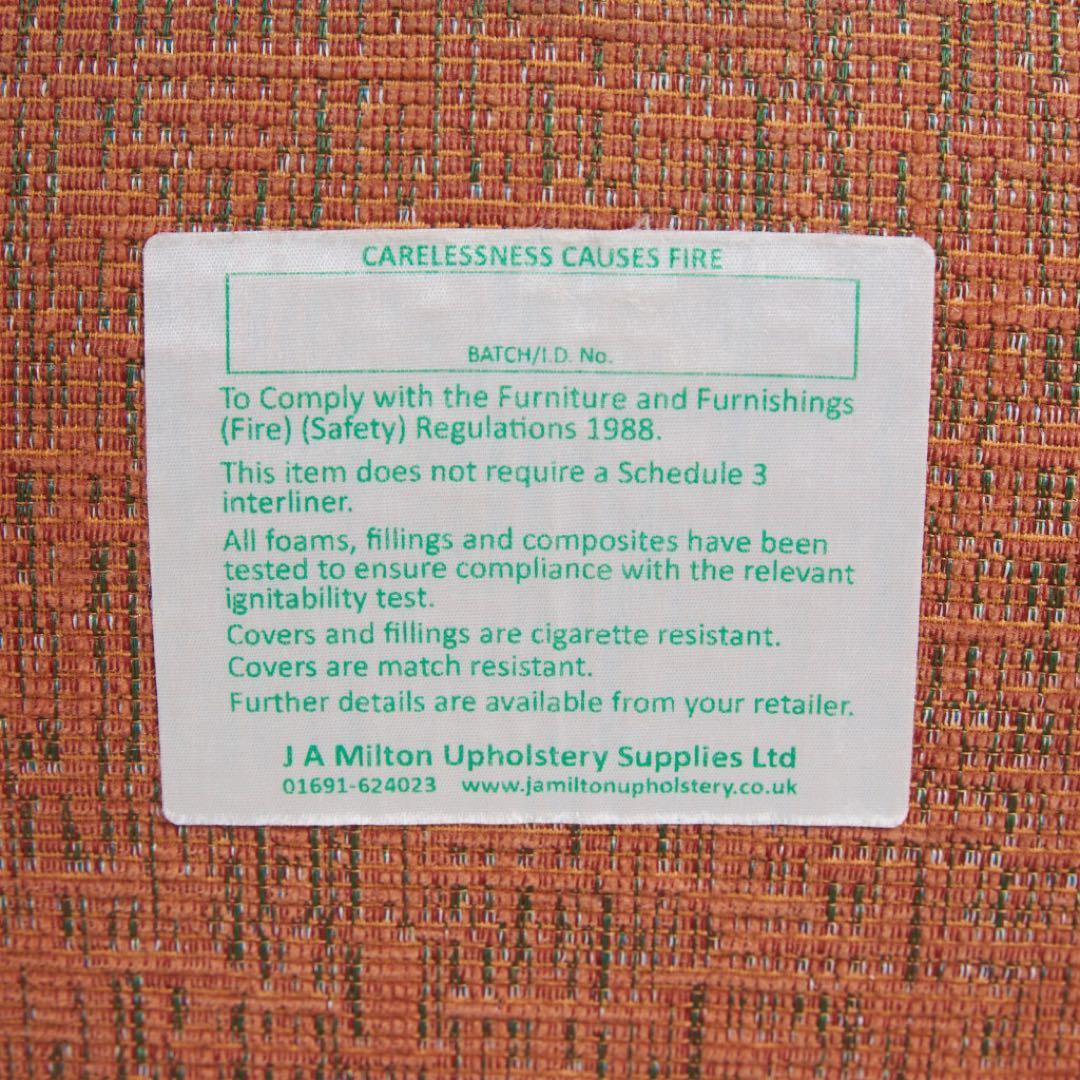 CARELESSNESS CAUSES FIRE
BATCH/I.D. No.
To Comply with the Furniture and Furnishings
(Fire) (Safety) Regulations 1988.
This item does not require a Schedule 3
interliner.
All foams, fillings and composites have been
tested to ensure compliance with the relevant
ignitability test.
Covers and fillings are cigarette resistant.
Covers are match resistant.
Further details are available from your retailer.
J A Milton Upholstery Supplies Ltd
01691-624023 www.jamiltonupholstery.co.uk